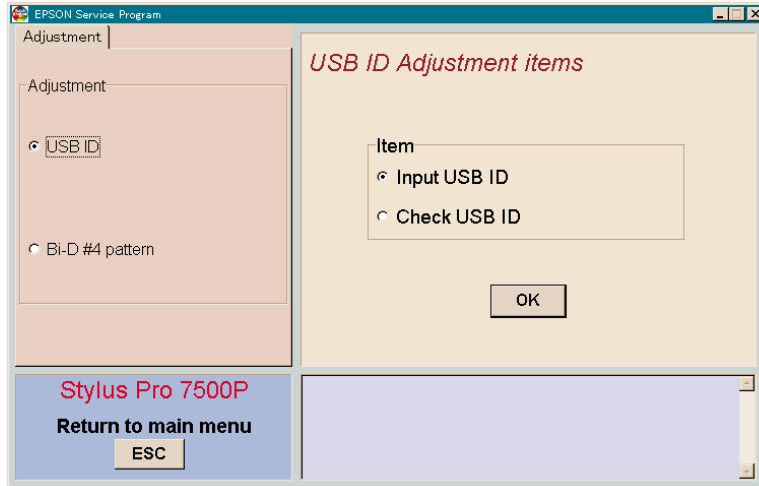 EPSON Service Program
Adjustment
Adjustment
USB ID
Bi-D #4 pattern
USB ID Adjustment items
Item
Input USB ID
Check USB ID
OK
Stylus Pro 7500P
Return to main menu
ESC